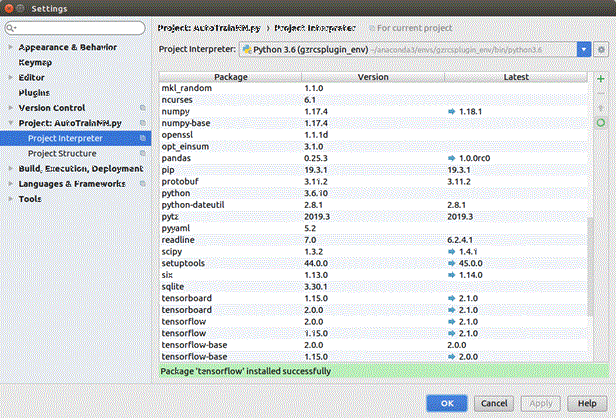 Settings
Project: AutoTrainNM.py › Project Interpreter For current project
Project Interpreter: Python 3.6 (gzrcsplugin_env) ~/anaconda3/envs/gzrcsplugin_env/bin/python3.6
Appearance & Behavior
Keymap
Editor
Plugins
Version Control
Project: AutoTrainNM.py
Project Interpreter
Project Structure
Build, Execution, Deployment
Languages & Frameworks
Tools
Package Version Latest
mkl_random 1.1.0
ncurses 6.1
numpy 1.17.4 1.18.1
numpy-base 1.17.4
openssl 1.1.1d
opt_einsum 3.1.0
pandas 0.25.3 1.0.0rc0
pip 19.3.1 19.3.1
protobuf 3.11.2 3.11.2
python 3.6.10
python-dateutil 2.8.1 2.8.1
pytz 2019.3 2019.3
pyyaml 5.2
readline 7.0 6.2.4.1
scipy 1.3.2 1.4.1
setuptools 44.0.0 45.0.0
six 1.13.0 1.14.0
sqlite 3.30.1
tensorboard 1.15.0 2.1.0
tensorboard 2.0.0 2.1.0
tensorflow 2.0.0 2.1.0
tensorflow 1.15.0 2.1.0
tensorflow-base 2.0.0 2.0.0
tensorflow-base 1.15.0 2.0.0
Package 'tensorflow' installed successfully
OK Cancel Apply Help